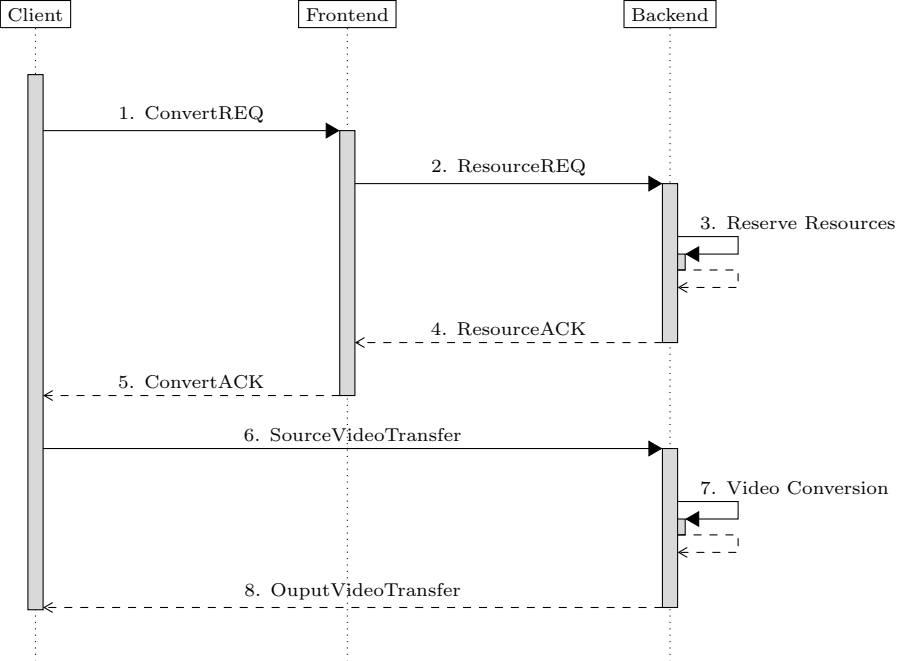 Client
Frontend
Backend
1. ConvertREQ
2. ResourceREQ
3. Reserve Resources
4. ResourceACK
5. ConvertACK
6. SourceVideoTransfer
7. Video Conversion
8. OuputVideoTransfer